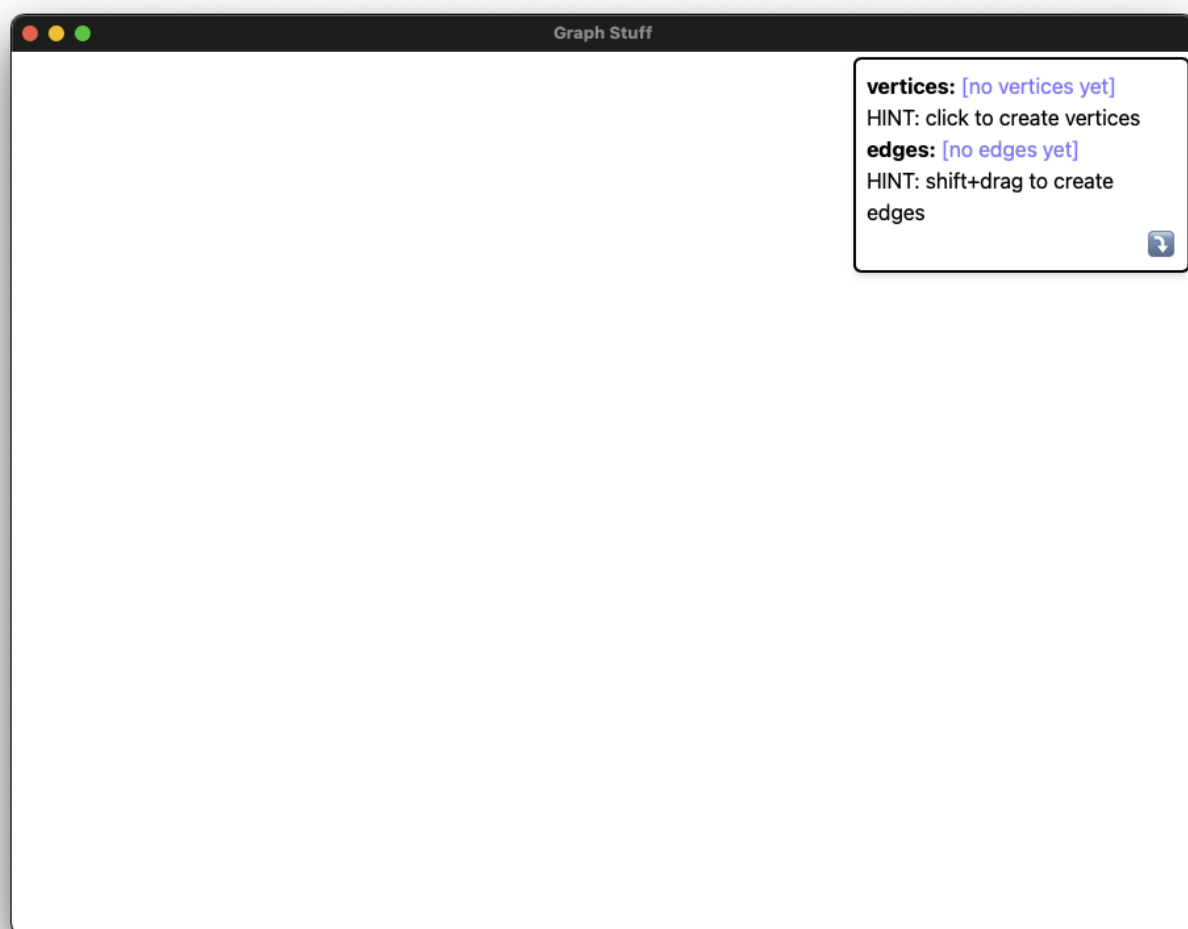 Graph Stuff
vertices: [no vertices yet]
HINT: click to create vertices
edges: [no edges yet]
HINT: shift+drag to create
edges